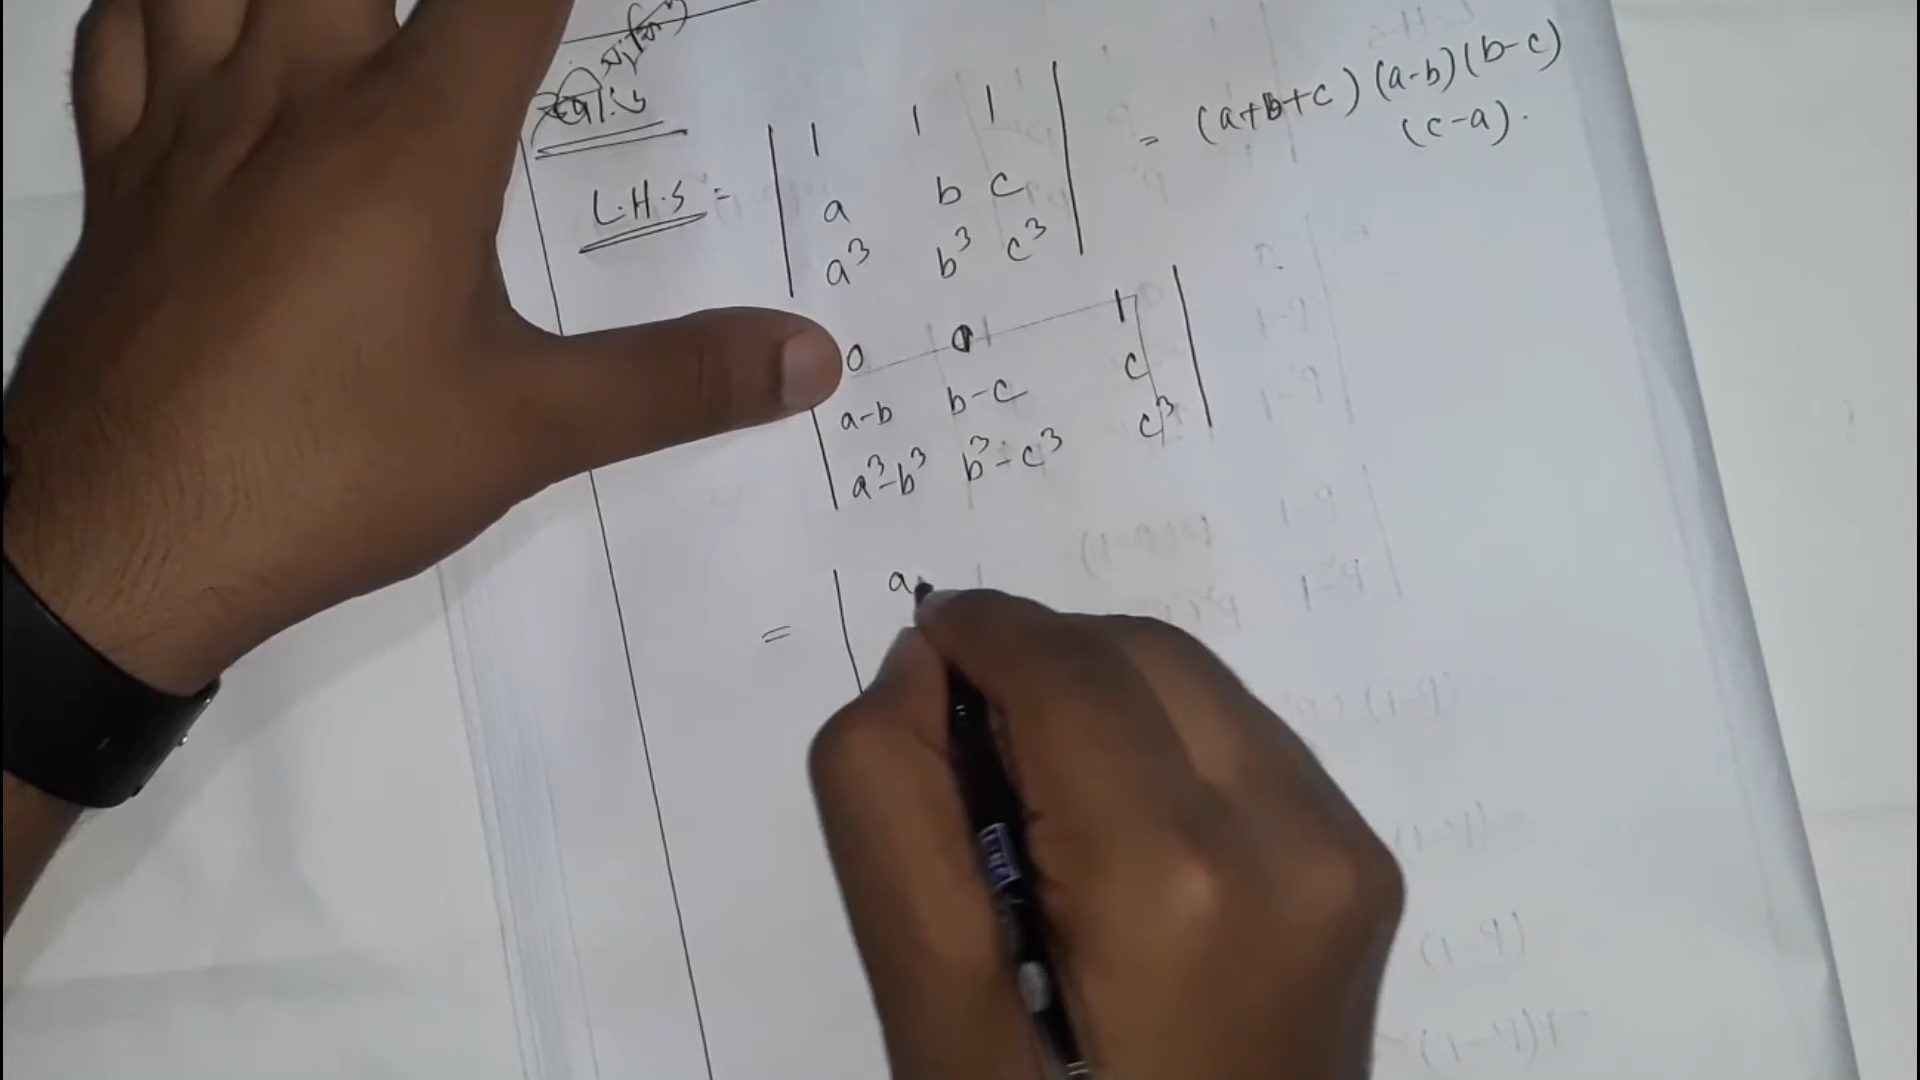 L.H.S = | 1 1 1 | = (a+b+c) (a-b) (b-c)
| a b c | (c-a).
| a³ b³ c³ |
0 0 1 |
| a-b b-c c |
| a³-b³ b³-c³ c³ |
= | a